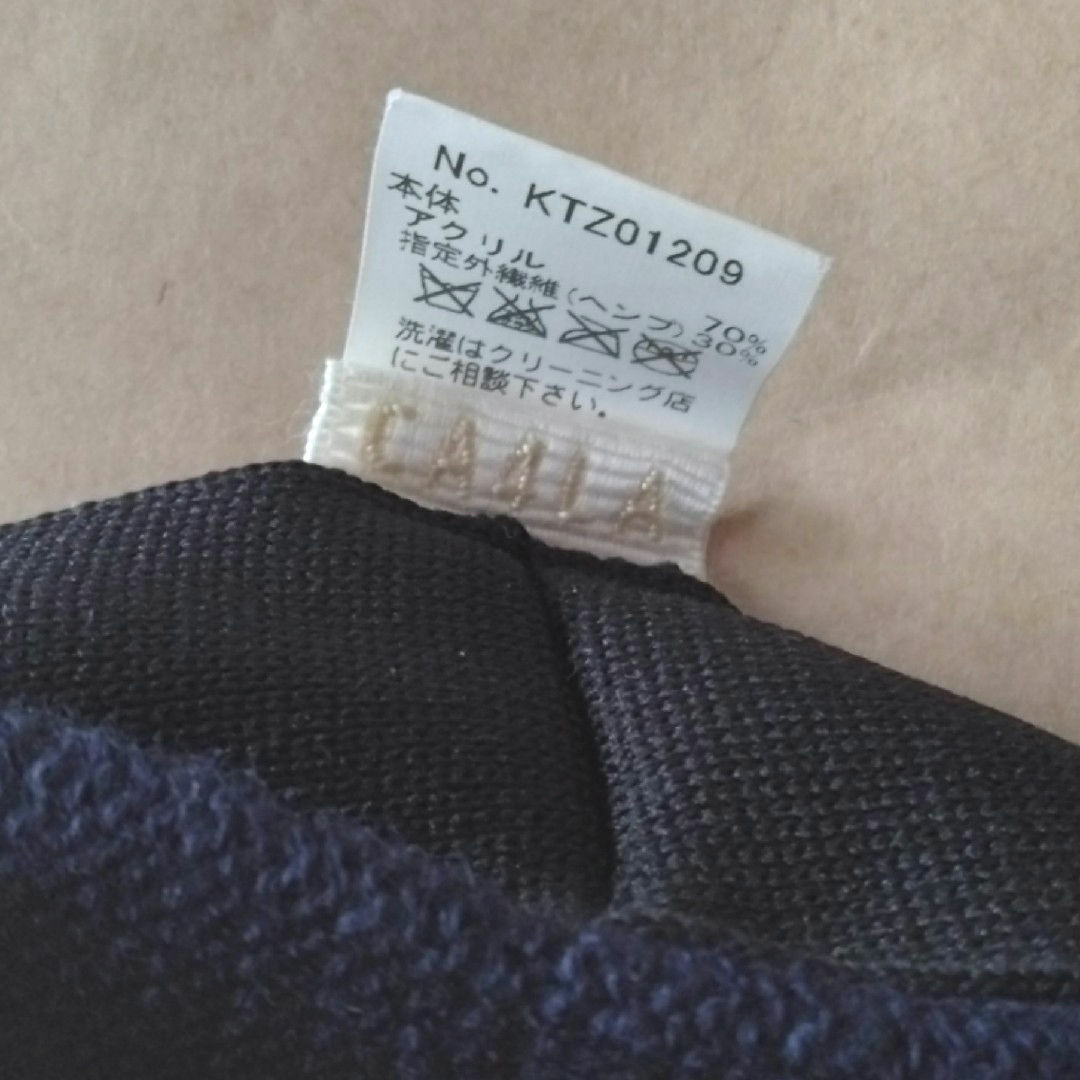 No. KTZ01209
本体
アクリル 70%
指定外繊維(ヘンプ) 30%
洗濯はクリーニング店
にご相談下さい。
CA4LA